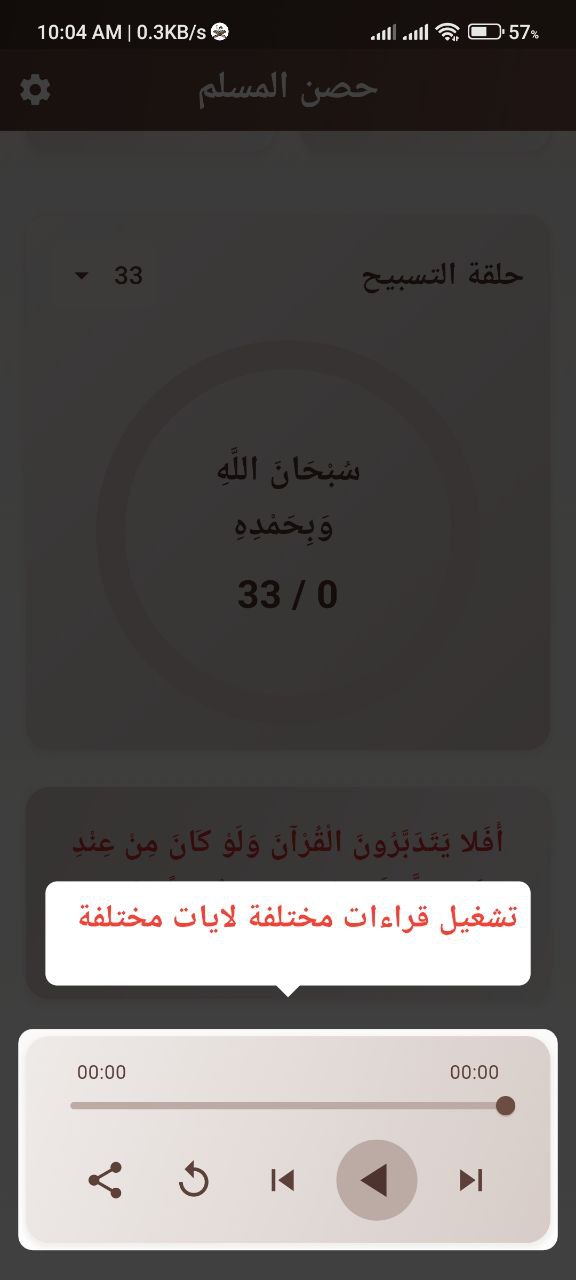 10:04 AM | 0.3KB/s
57%
حصن المسلم
حلقة التسبيح
33
سُبْحَانَ اللَّهِ
وَبِحَمْدِهِ
33 / 0
أَفَلا يَتَدَبَّرُونَ الْقُرْآنَ وَلَوْ كَانَ مِنْ عِنْدِ
تشغيل قراءات مختلفة لايات مختلفة
00:00
00:00